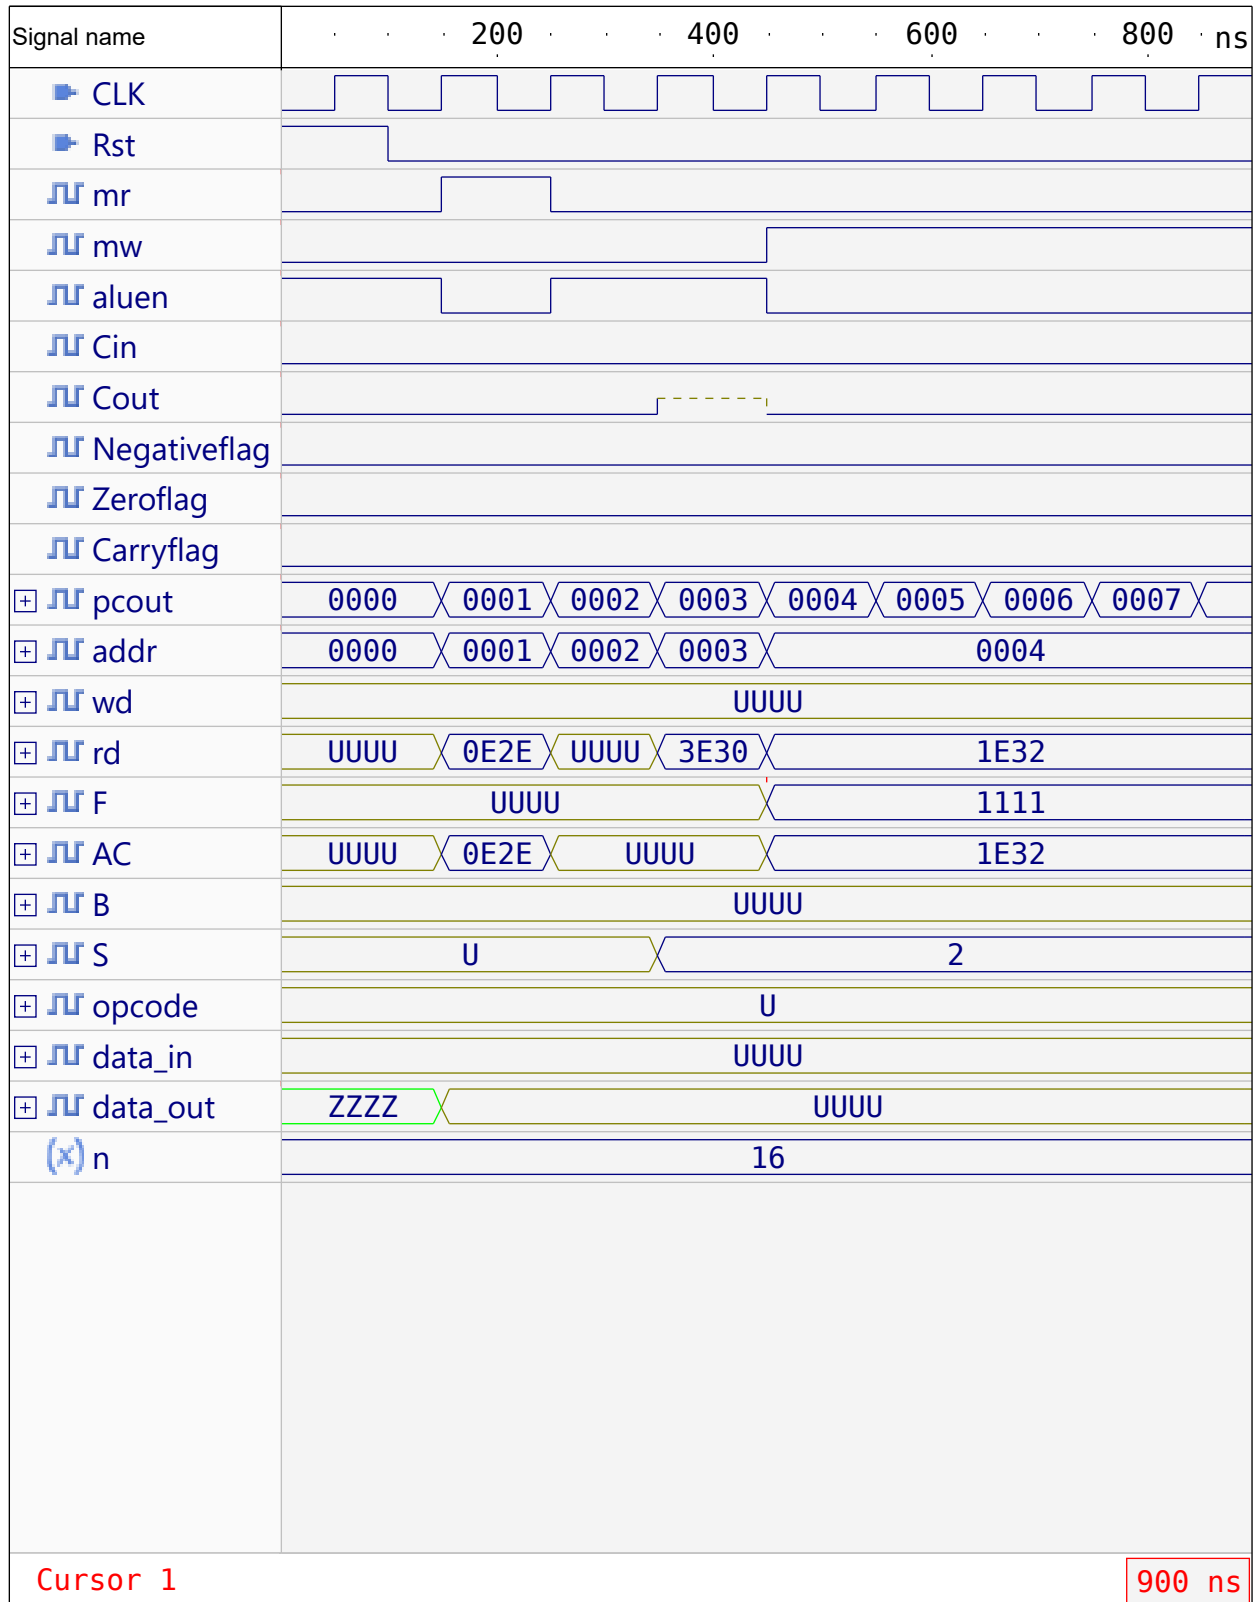 Signal name 200 400 600 800 ns
CLK
Rst
mr
mw
aluen
Cin
Cout
Negativeflag
Zeroflag
Carryflag
pcout 0000 0001 0002 0003 0004 0005 0006 0007
addr 0000 0001 0002 0003 0004
wd UUUU
rd UUUU 0E2E UUUU 3E30 1E32
F UUUU 1111
AC UUUU 0E2E UUUU 1E32
B UUUU
S U 2
opcode U
data_in UUUU
data_out ZZZZ UUUU
(x) n 16
Cursor 1 900 ns